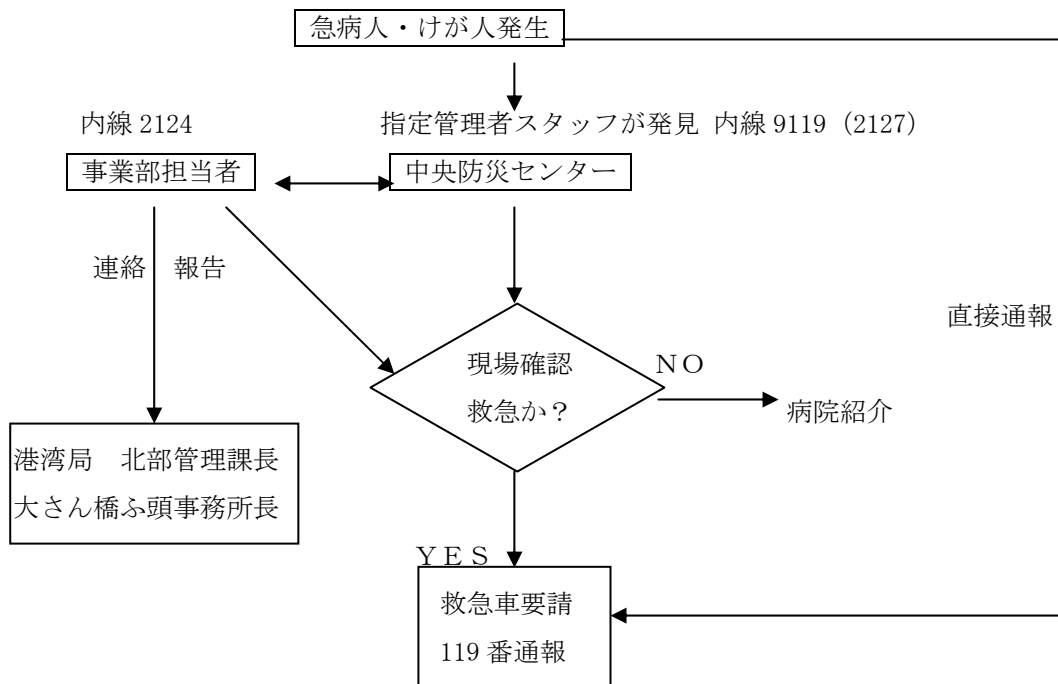 急病人・けが人発生
内線 2124
指定管理者スタッフが発見 内線 9119（2127）
事業部担当者
中央防災センター
連絡
報告
直接通報
現場確認
救急か？
ＮＯ
病院紹介
港湾局　北部管理課長
大さん橋ふ頭事務所長
ＹＥＳ
救急車要請
119 番通報